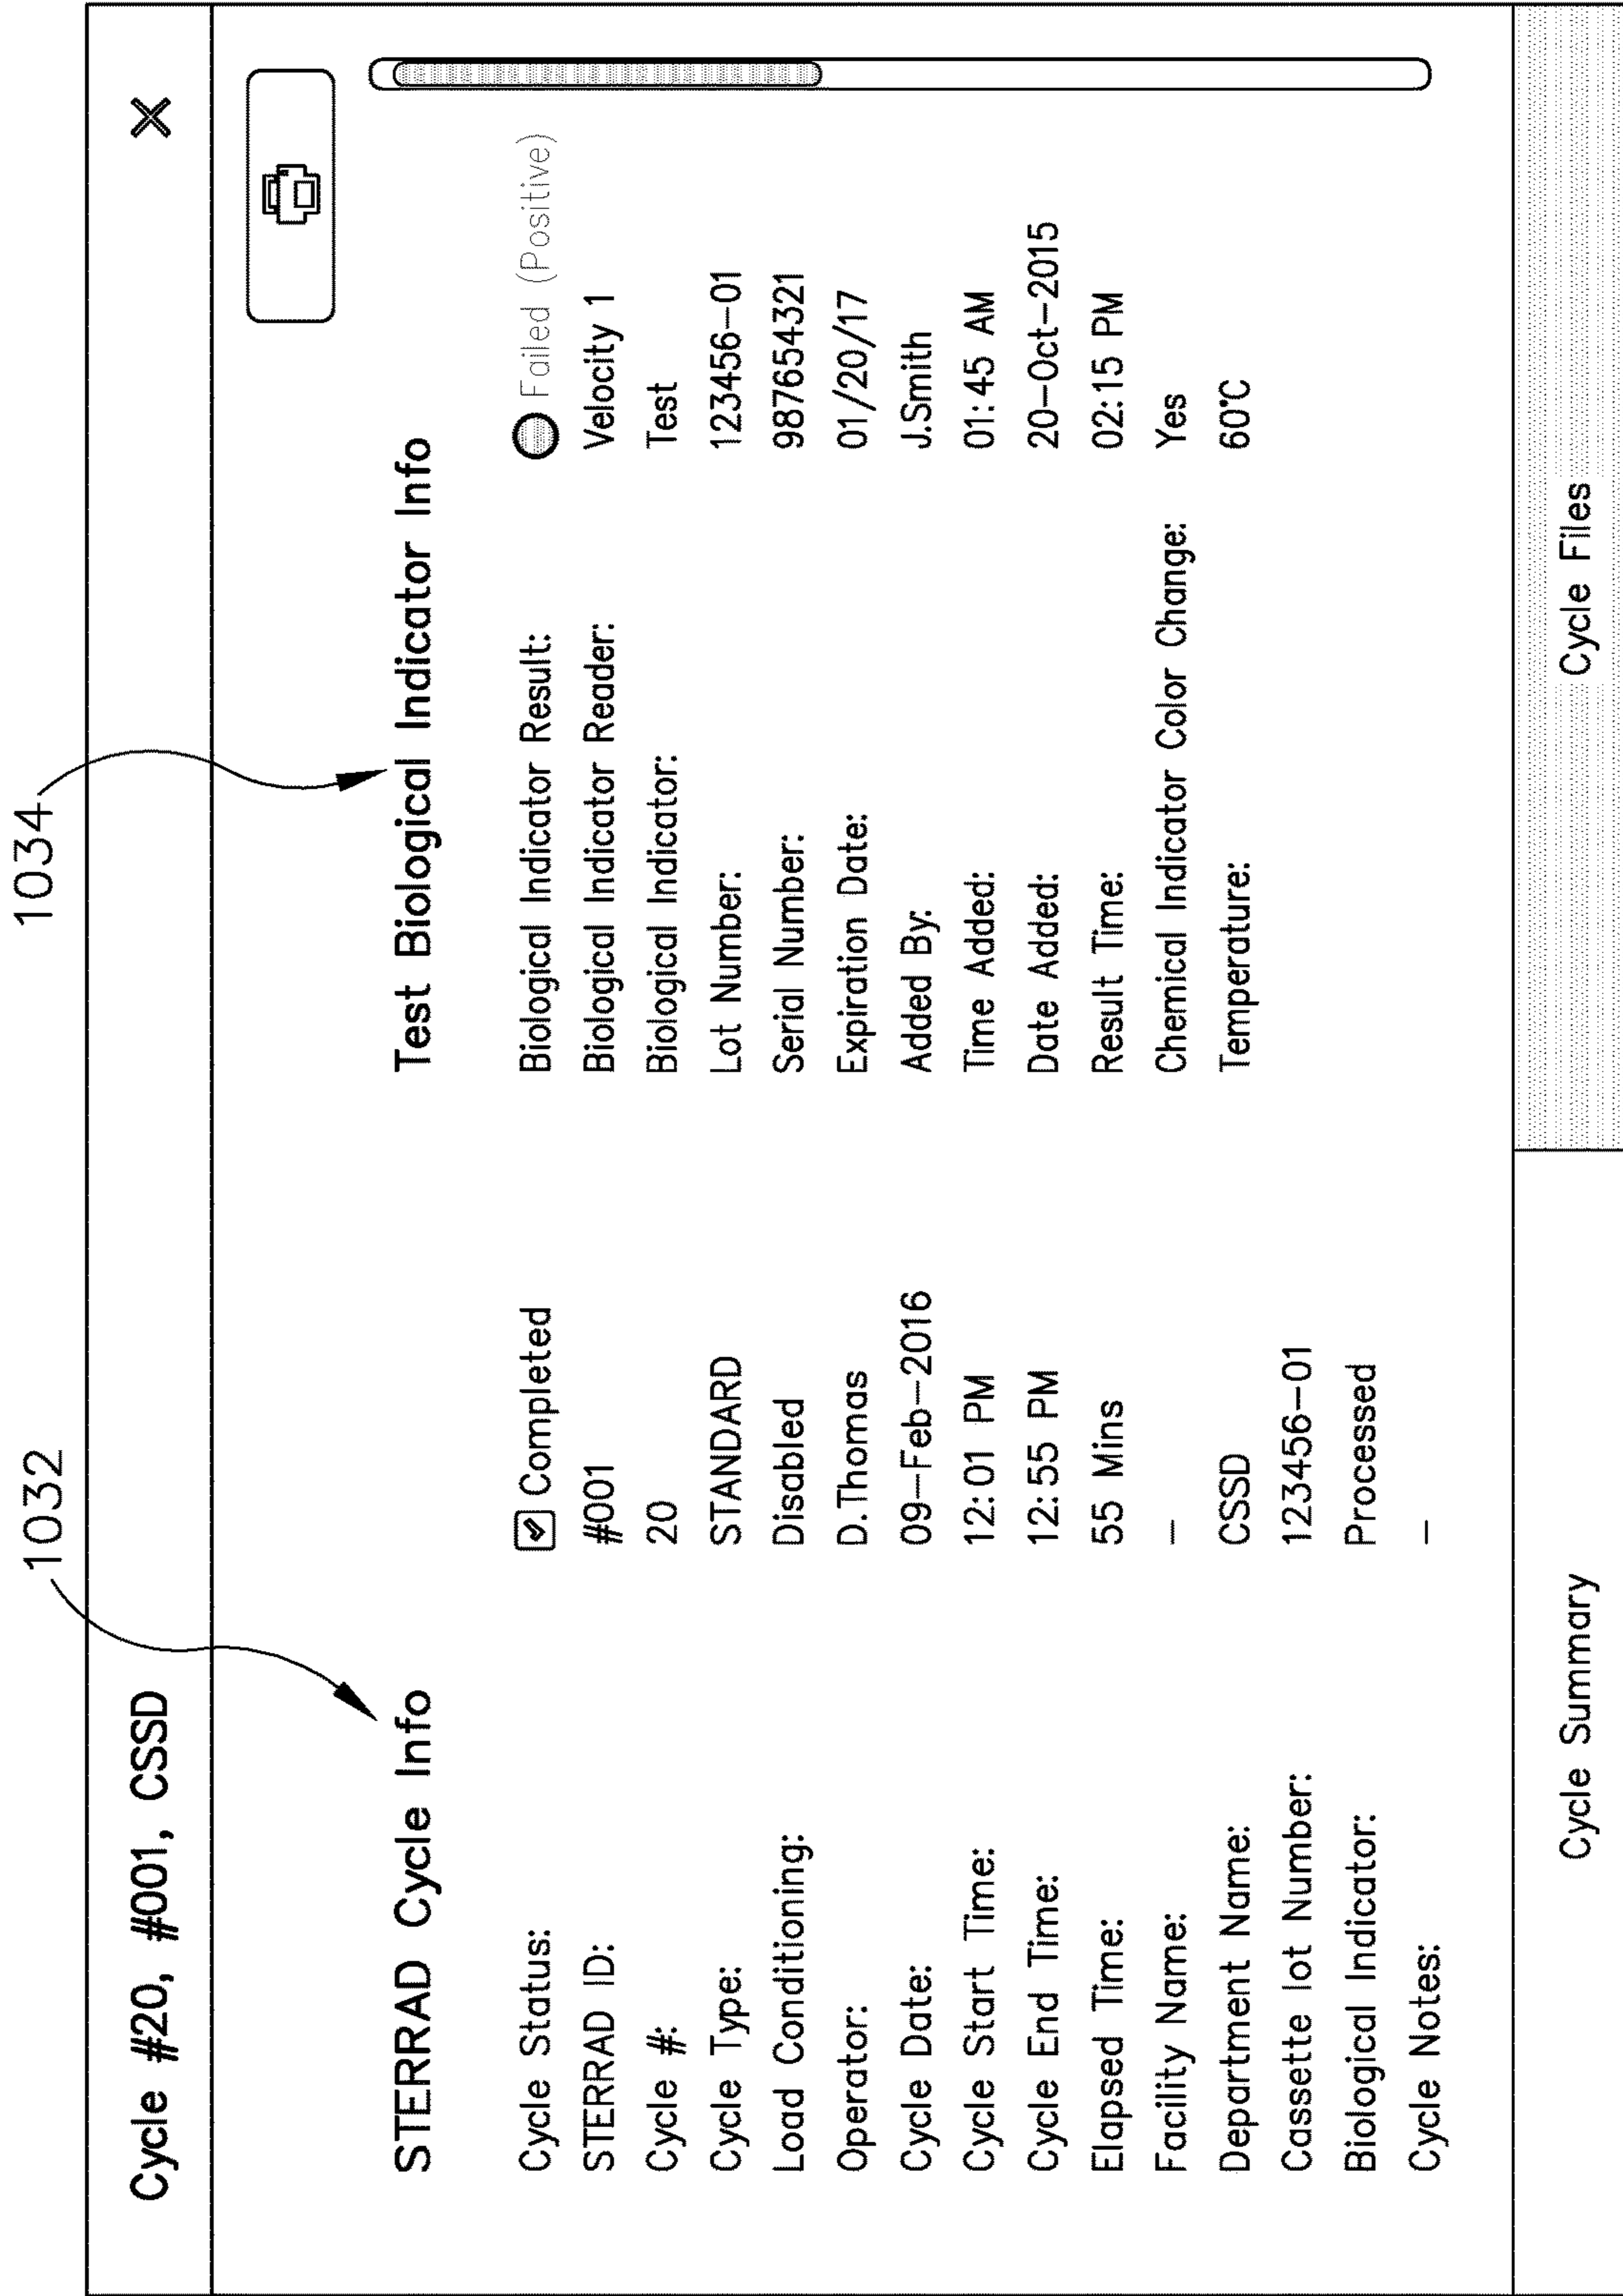 1032
1034
Cycle #20, #001, CSSD
STERRAD Cycle Info
Cycle Status: Completed
STERRAD ID: #001
Cycle #: 20
Cycle Type: STANDARD
Load Conditioning: Disabled
Operator: D.Thomas
Cycle Date: 09-Feb-2016
Cycle Start Time: 12:01 PM
Cycle End Time: 12:55 PM
Elapsed Time: 55 Mins
Facility Name: –
Department Name: CSSD
Cassette lot Number: 123456-01
Biological Indicator: Processed
Cycle Notes: –
Test Biological Indicator Info
Biological Indicator Result: Failed (Positive)
Biological Indicator Reader: Velocity 1
Biological Indicator: Test
Lot Number: 123456-01
Serial Number: 987654321
Expiration Date: 01/20/17
Added By: J.Smith
Time Added: 01:45 AM
Date Added: 20-Oct-2015
Result Time: 02:15 PM
Chemical Indicator Color Change: Yes
Temperature: 60°C
Cycle Summary
Cycle Files